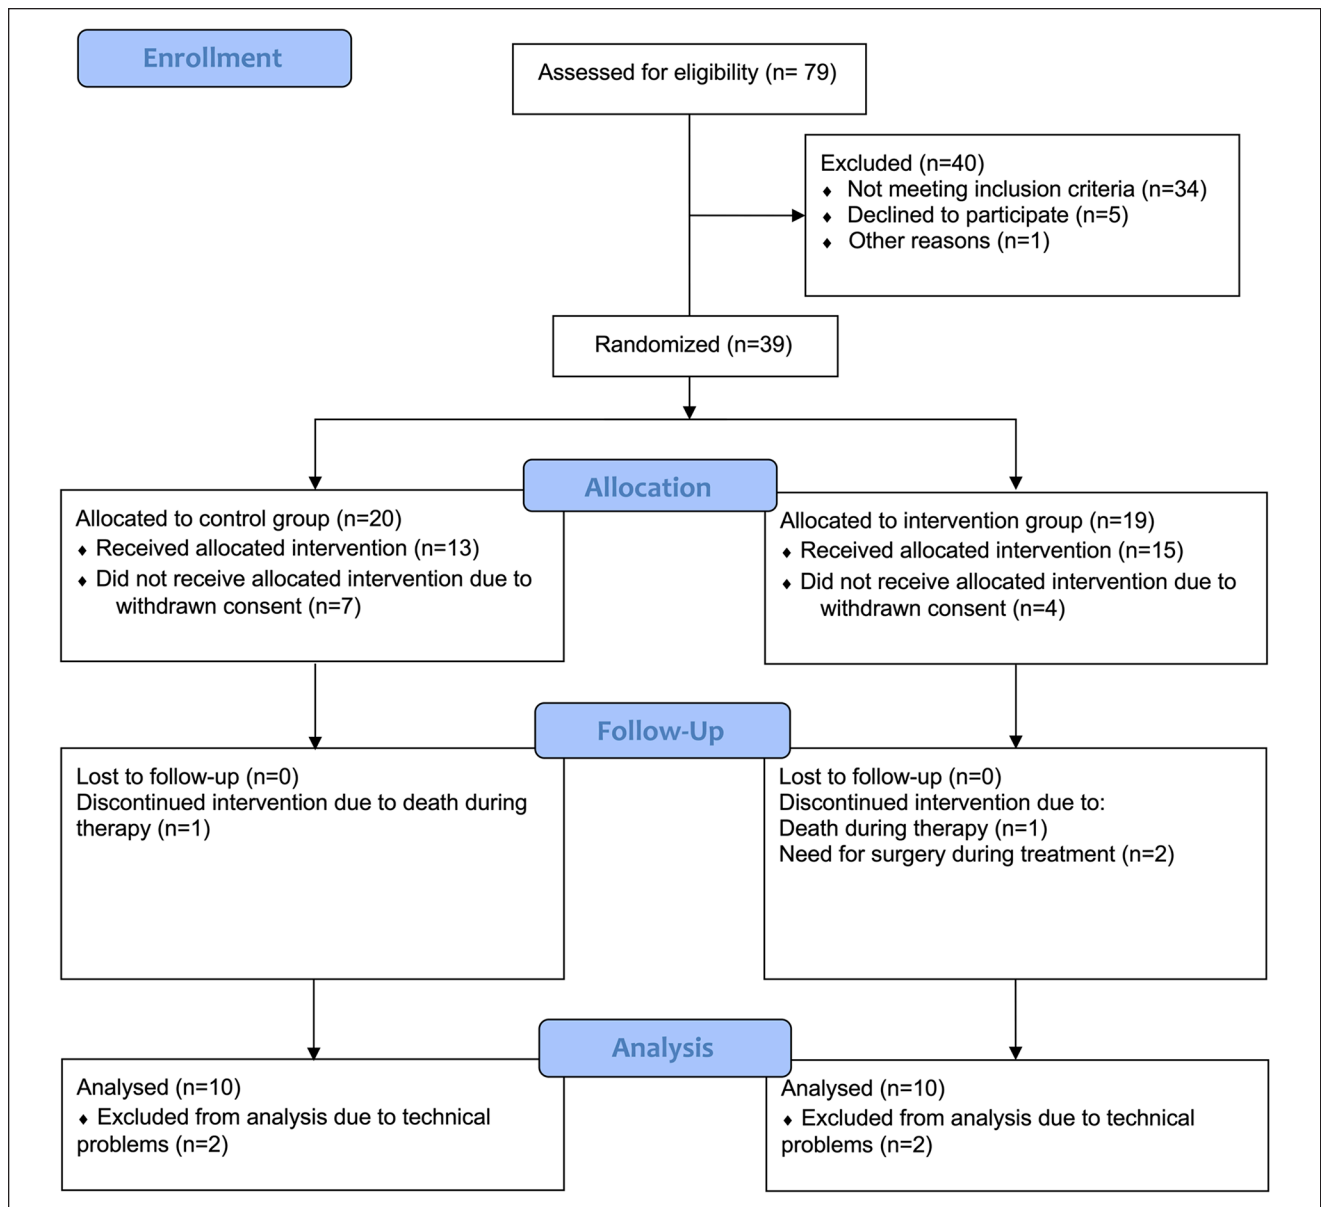 Enrollment
Assessed for eligibility (n= 79)
Excluded (n=40)
♦ Not meeting inclusion criteria (n=34)
♦ Declined to participate (n=5)
♦ Other reasons (n=1)
Randomized (n=39)
Allocation
Allocated to control group (n=20)
♦ Received allocated intervention (n=13)
♦ Did not receive allocated intervention due to
withdrawn consent (n=7)
Allocated to intervention group (n=19)
♦ Received allocated intervention (n=15)
♦ Did not receive allocated intervention due to
withdrawn consent (n=4)
Follow-Up
Lost to follow-up (n=0)
Discontinued intervention due to death during
therapy (n=1)
Lost to follow-up (n=0)
Discontinued intervention due to:
Death during therapy (n=1)
Need for surgery during treatment (n=2)
Analysis
Analysed (n=10)
♦ Excluded from analysis due to technical
problems (n=2)
Analysed (n=10)
♦ Excluded from analysis due to technical
problems (n=2)